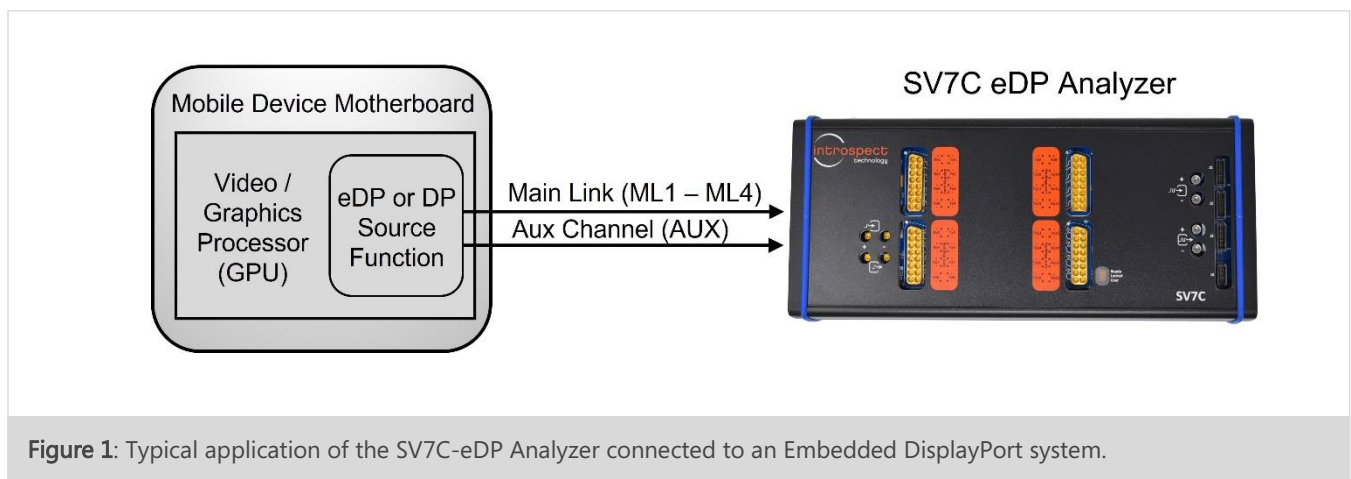 Mobile Device Motherboard
Video /
Graphics
Processor
(GPU)
eDP or DP
Source
Function
Main Link (ML1 – ML4)
Aux Channel (AUX)
SV7C eDP Analyzer
introspect
technology
SV7C
Figure 1: Typical application of the SV7C-eDP Analyzer connected to an Embedded DisplayPort system.